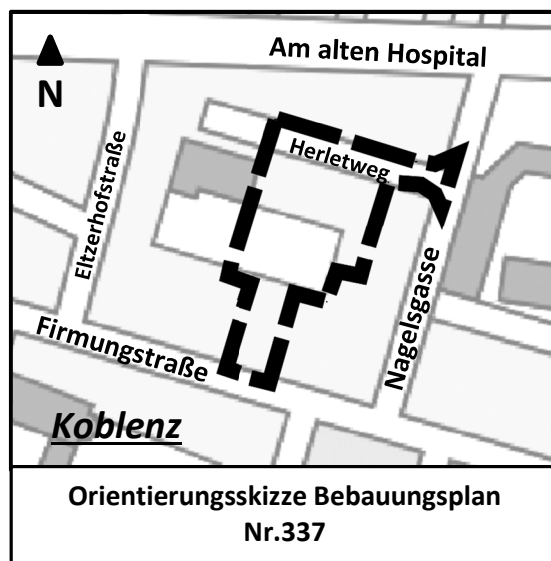 Am alten Hospital
N
Herletweg
Eltzerhofstraße
Nagelsgasse
Firmungstraße
Koblenz
Orientierungsskizze Bebauungsplan
Nr.337